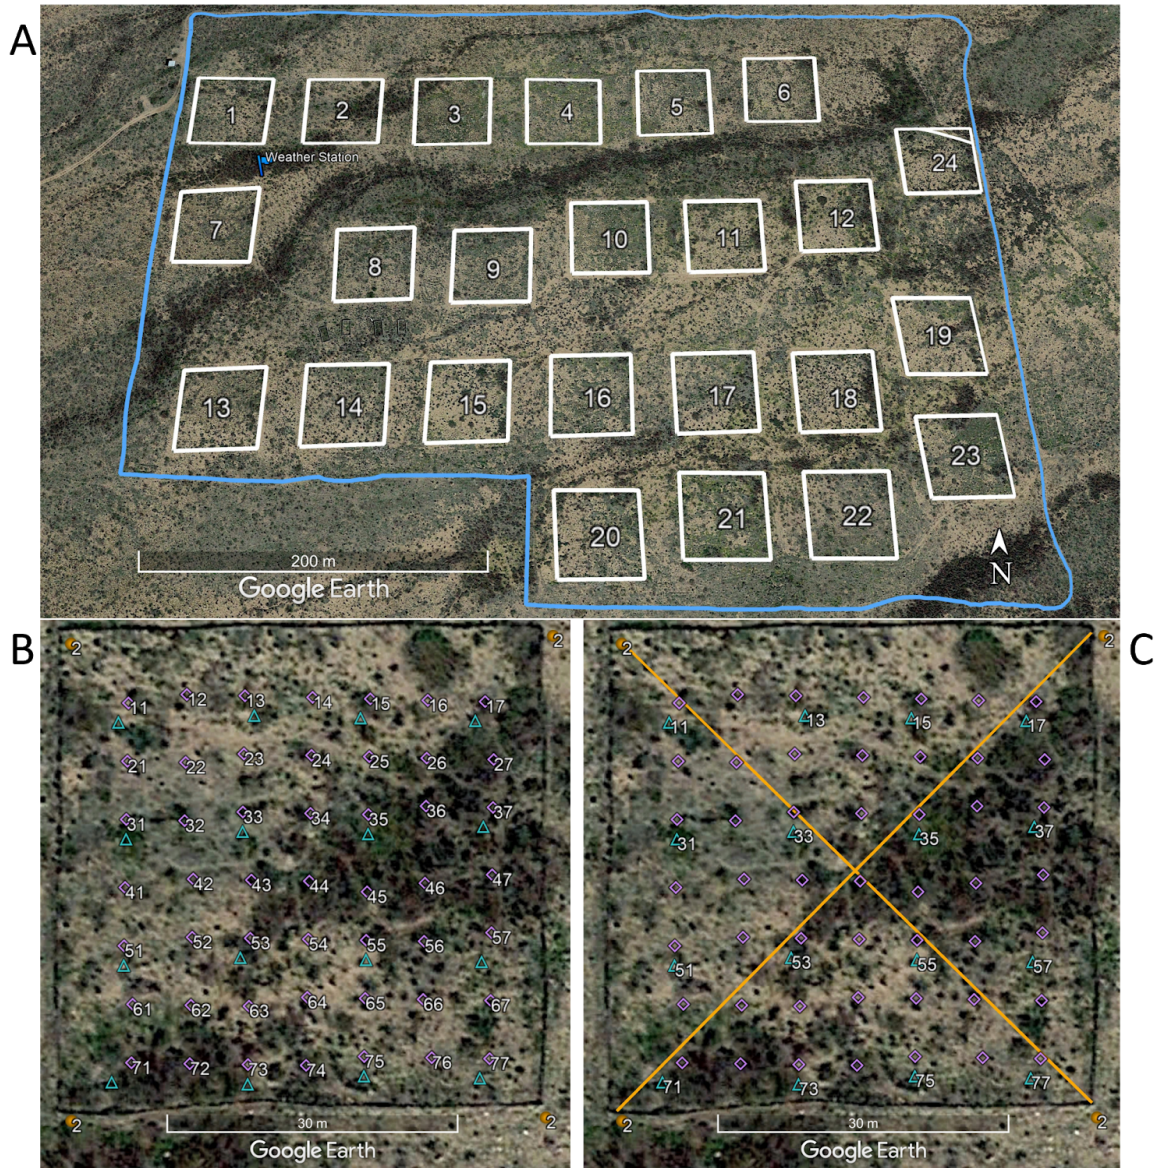 A
1 2 3 4 5 6
Weather Station
24
7 8 9 10 11 12
13 14 15 16 17 18 19
20 21 22 23
200 m
Google Earth
N
B
2 2
11 12 13 14 15 16 17
21 22 23 24 25 26 27
31 32 33 34 35 36 37
41 42 43 44 45 46 47
51 52 53 54 55 56 57
61 62 63 64 65 66 67
71 72 73 74 75 76 77
2 2
30 m
Google Earth
C
2 2
11 13 15 17
31 33 35 37
51 53 55 57
71 73 75 77
2 2
30 m
Google Earth